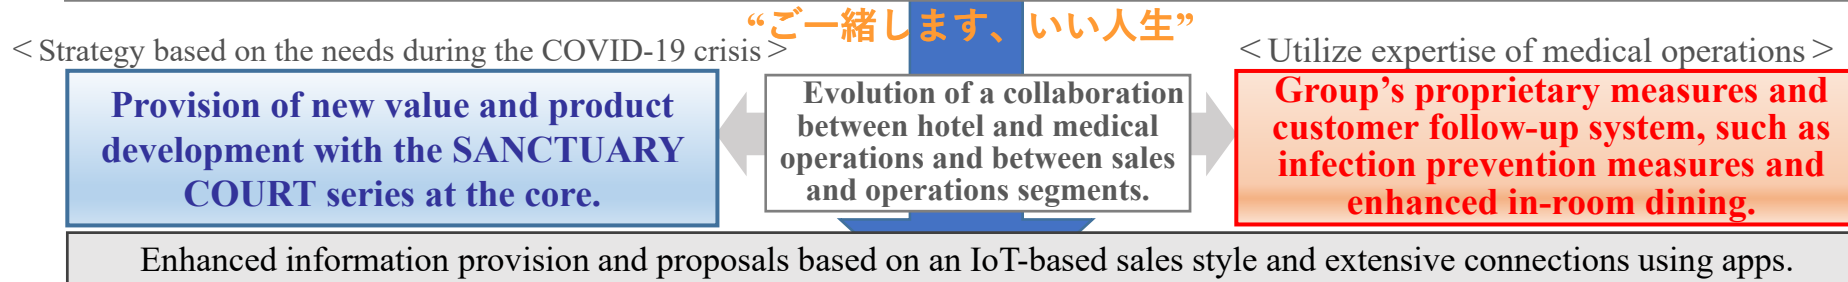 “ご一緒します、いい人生”
＜Strategy based on the needs during the COVID-19 crisis＞
＜Utilize expertise of medical operations＞
Provision of new value and product
development with the SANCTUARY
COURT series at the core.
Evolution of a collaboration
between hotel and medical
operations and between sales
and operations segments.
Group’s proprietary measures and
customer follow-up system, such as
infection prevention measures and
enhanced in-room dining.
Enhanced information provision and proposals based on an IoT-based sales style and extensive connections using apps.